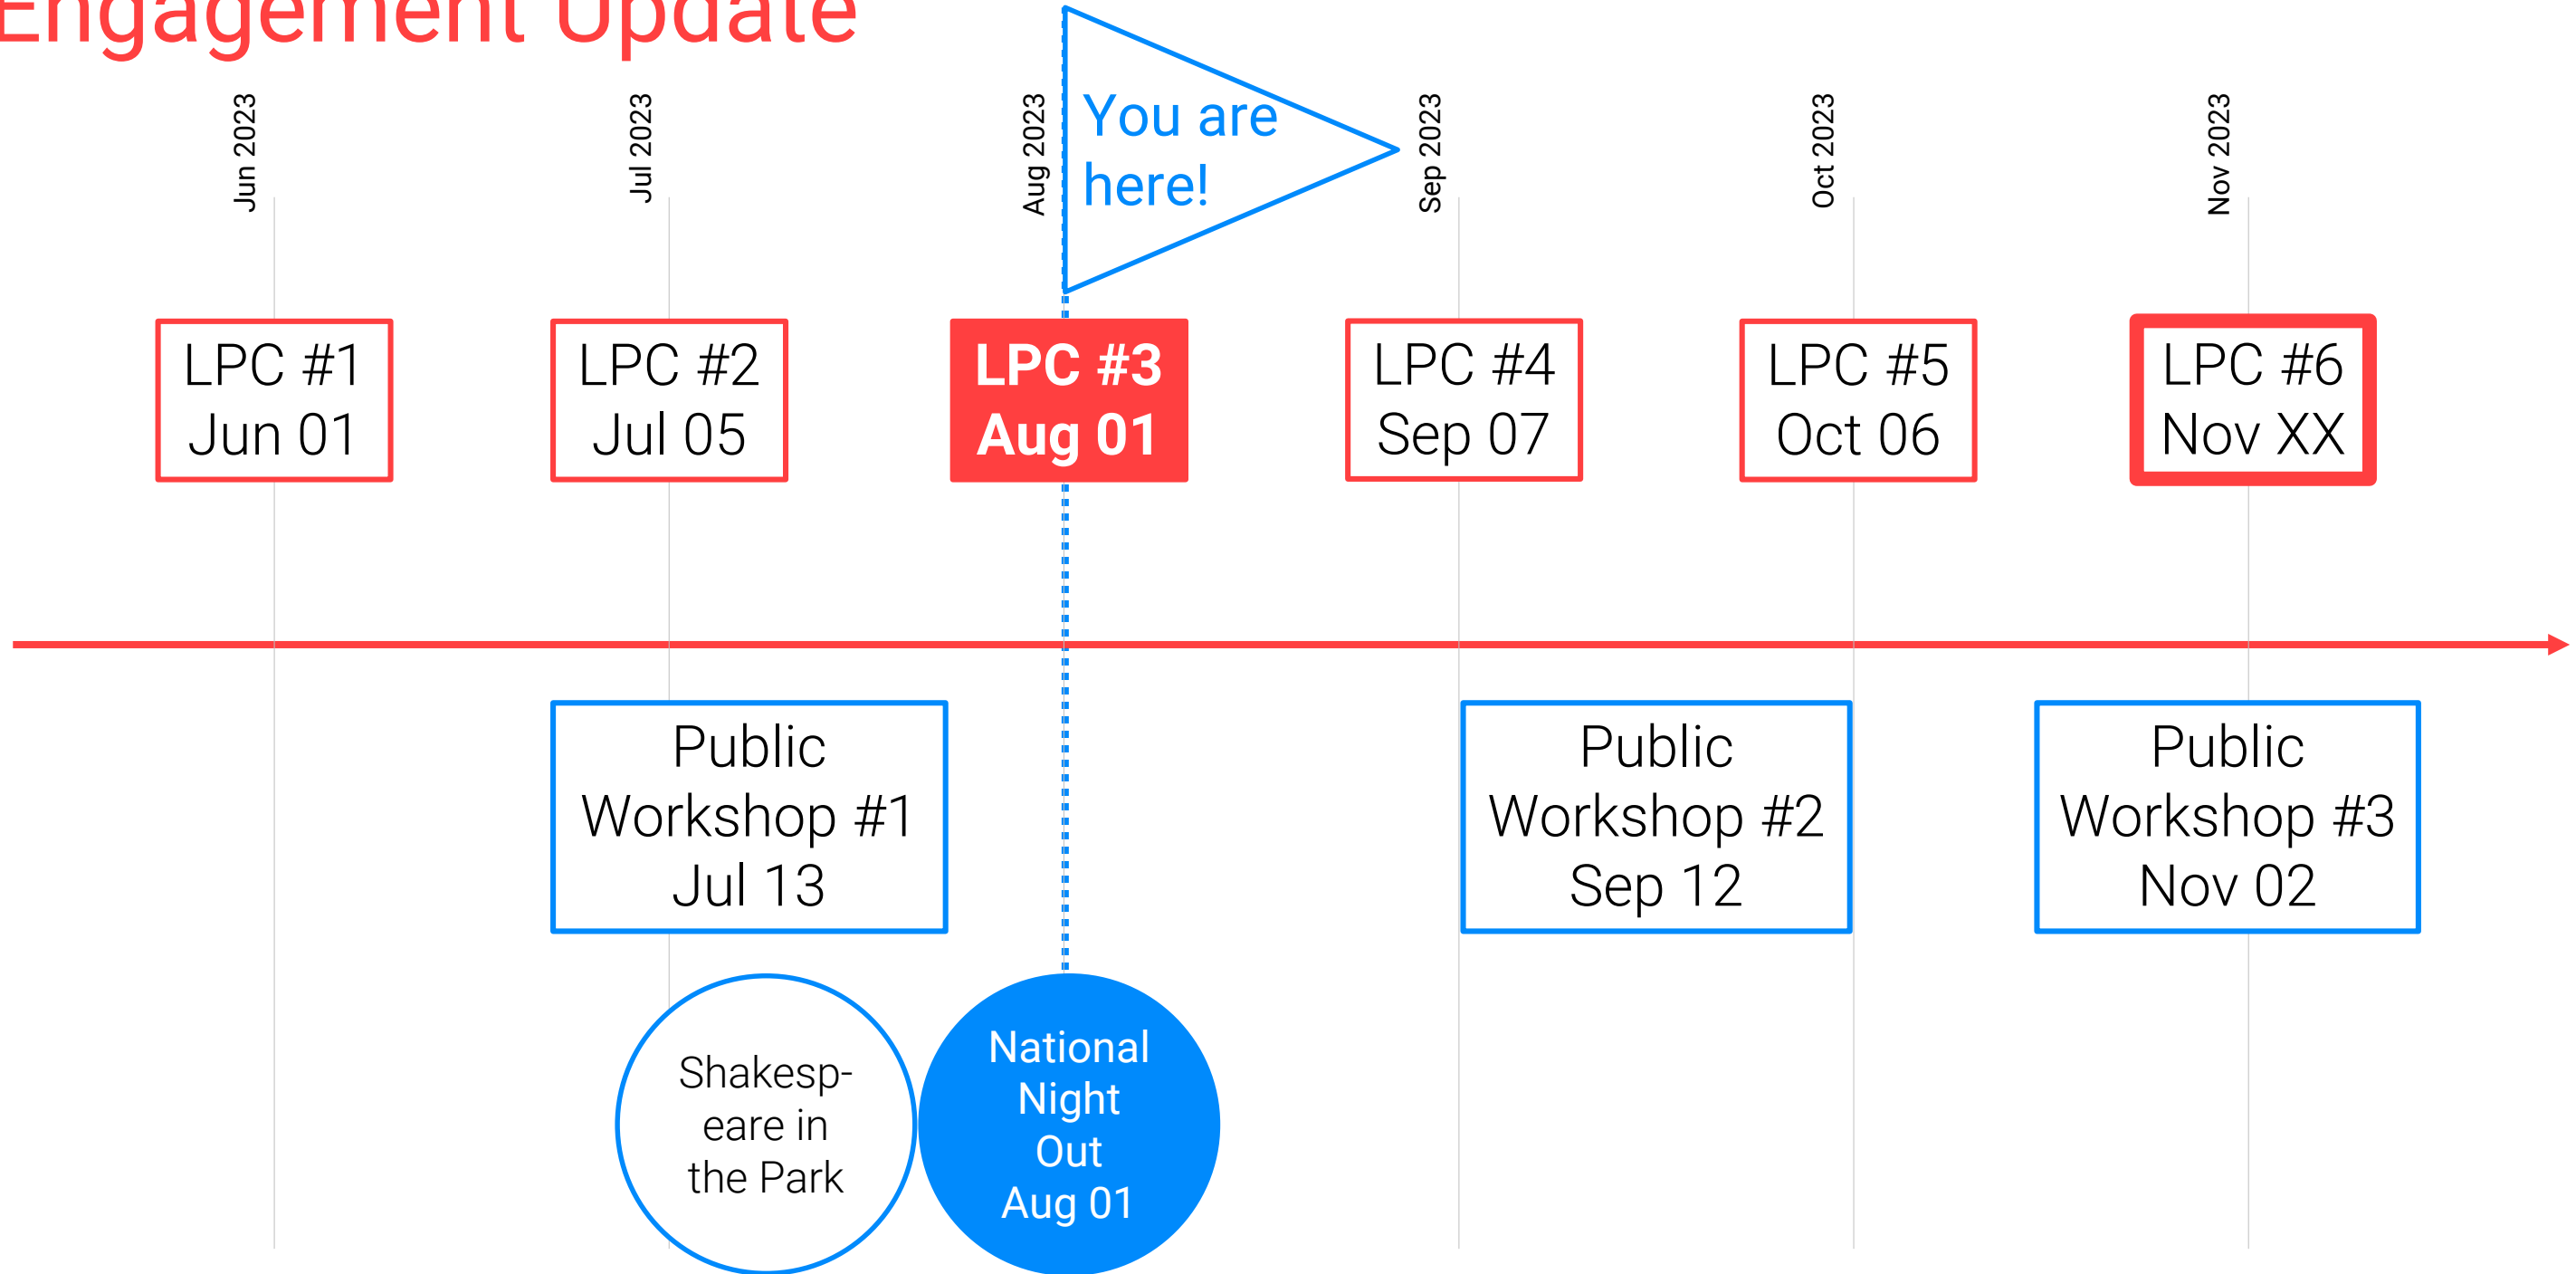 Engagement Update
Jun 2023
Jul 2023
Aug 2023
You are
here!
Sep 2023
Oct 2023
Nov 2023
LPC #1
Jun 01
LPC #2
Jul 05
LPC #3
Aug 01
LPC #4
Sep 07
LPC #5
Oct 06
LPC #6
Nov XX
Public
Workshop #1
Jul 13
Public
Workshop #2
Sep 12
Public
Workshop #3
Nov 02
Shakesp-
eare in
the Park
National
Night
Out
Aug 01